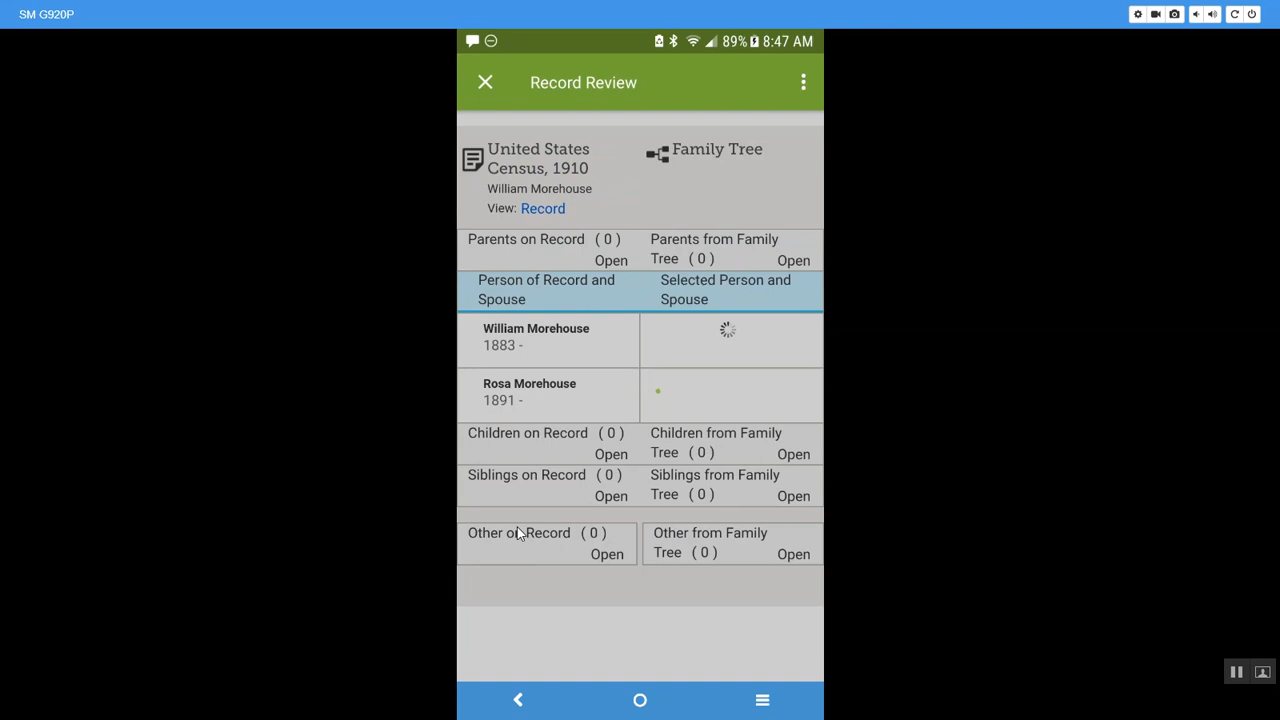 SM G920P
89% 8:47 AM
Record Review
United States
Census, 1910
William Morehouse
View: Record
Family Tree
Parents on Record ( 0 )
Open
Parents from Family
Tree ( 0 )
Open
Person of Record and
Spouse
Selected Person and
Spouse
William Morehouse
1883 -
Rosa Morehouse
1891 -
Children on Record ( 0 )
Open
Children from Family
Tree ( 0 )
Open
Siblings on Record ( 0 )
Open
Siblings from Family
Tree ( 0 )
Open
Other on Record ( 0 )
Open
Other from Family
Tree ( 0 )
Open